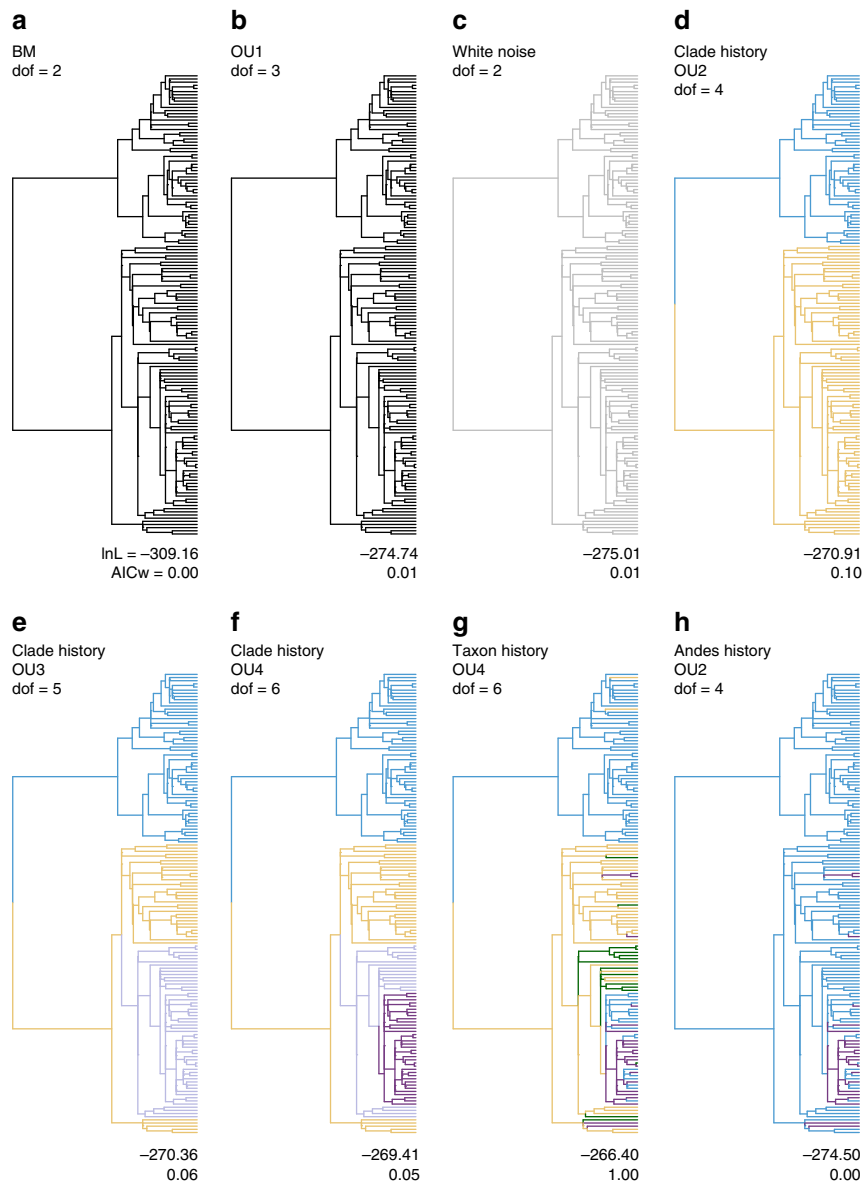 a
BM
dof = 2
b
OU1
dof = 3
c
White noise
dof = 2
d
Clade history
OU2
dof = 4
lnL = –309.16
AICw = 0.00
–274.74
0.01
–275.01
0.01
–270.91
0.10
e
Clade history
OU3
dof = 5
f
Clade history
OU4
dof = 6
g
Taxon history
OU4
dof = 6
h
Andes history
OU2
dof = 4
–270.36
0.06
–269.41
0.05
–266.40
1.00
–274.50
0.00